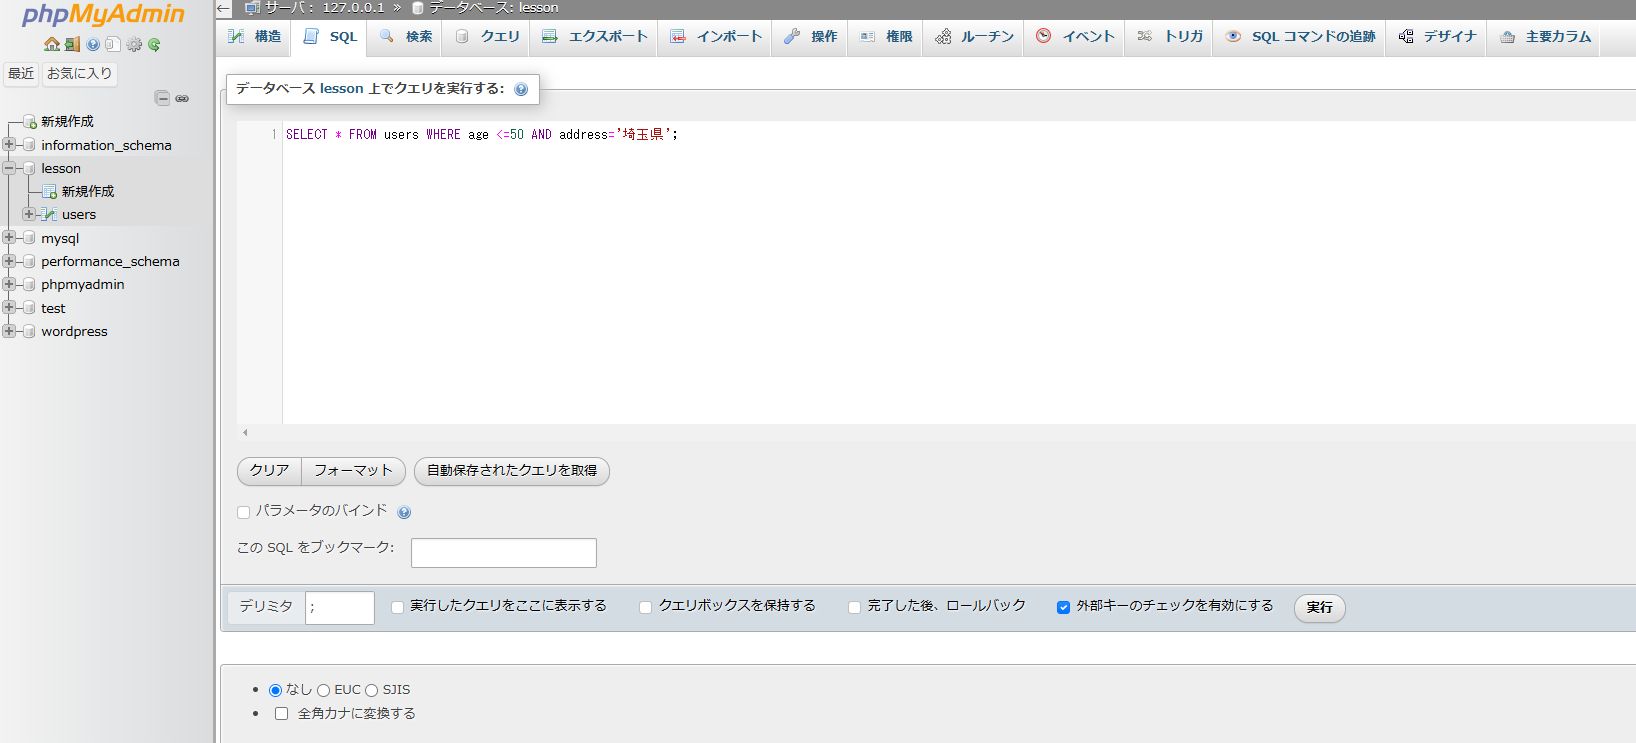 phpMyAdmin
最近 お気に入り
新規作成
information_schema
lesson
新規作成
users
mysql
performance_schema
phpmyadmin
test
wordpress
サーバ: 127.0.0.1 » データベース: lesson
構造 SQL 検索 クエリ エクスポート インポート 操作 権限 ルーチン イベント トリガ SQL コマンドの追跡 デザイナ 主要カラム
データベース lesson 上でクエリを実行する:
1 SELECT * FROM users WHERE age <=50 AND address='埼玉県';
クリア フォーマット 自動保存されたクエリを取得
パラメータのバインド
この SQL をブックマーク:
デリミタ ; 実行したクエリをここに表示する クエリボックスを保持する 完了した後、ロールバック 外部キーのチェックを有効にする 実行
なし EUC SJIS
全角カナに変換する